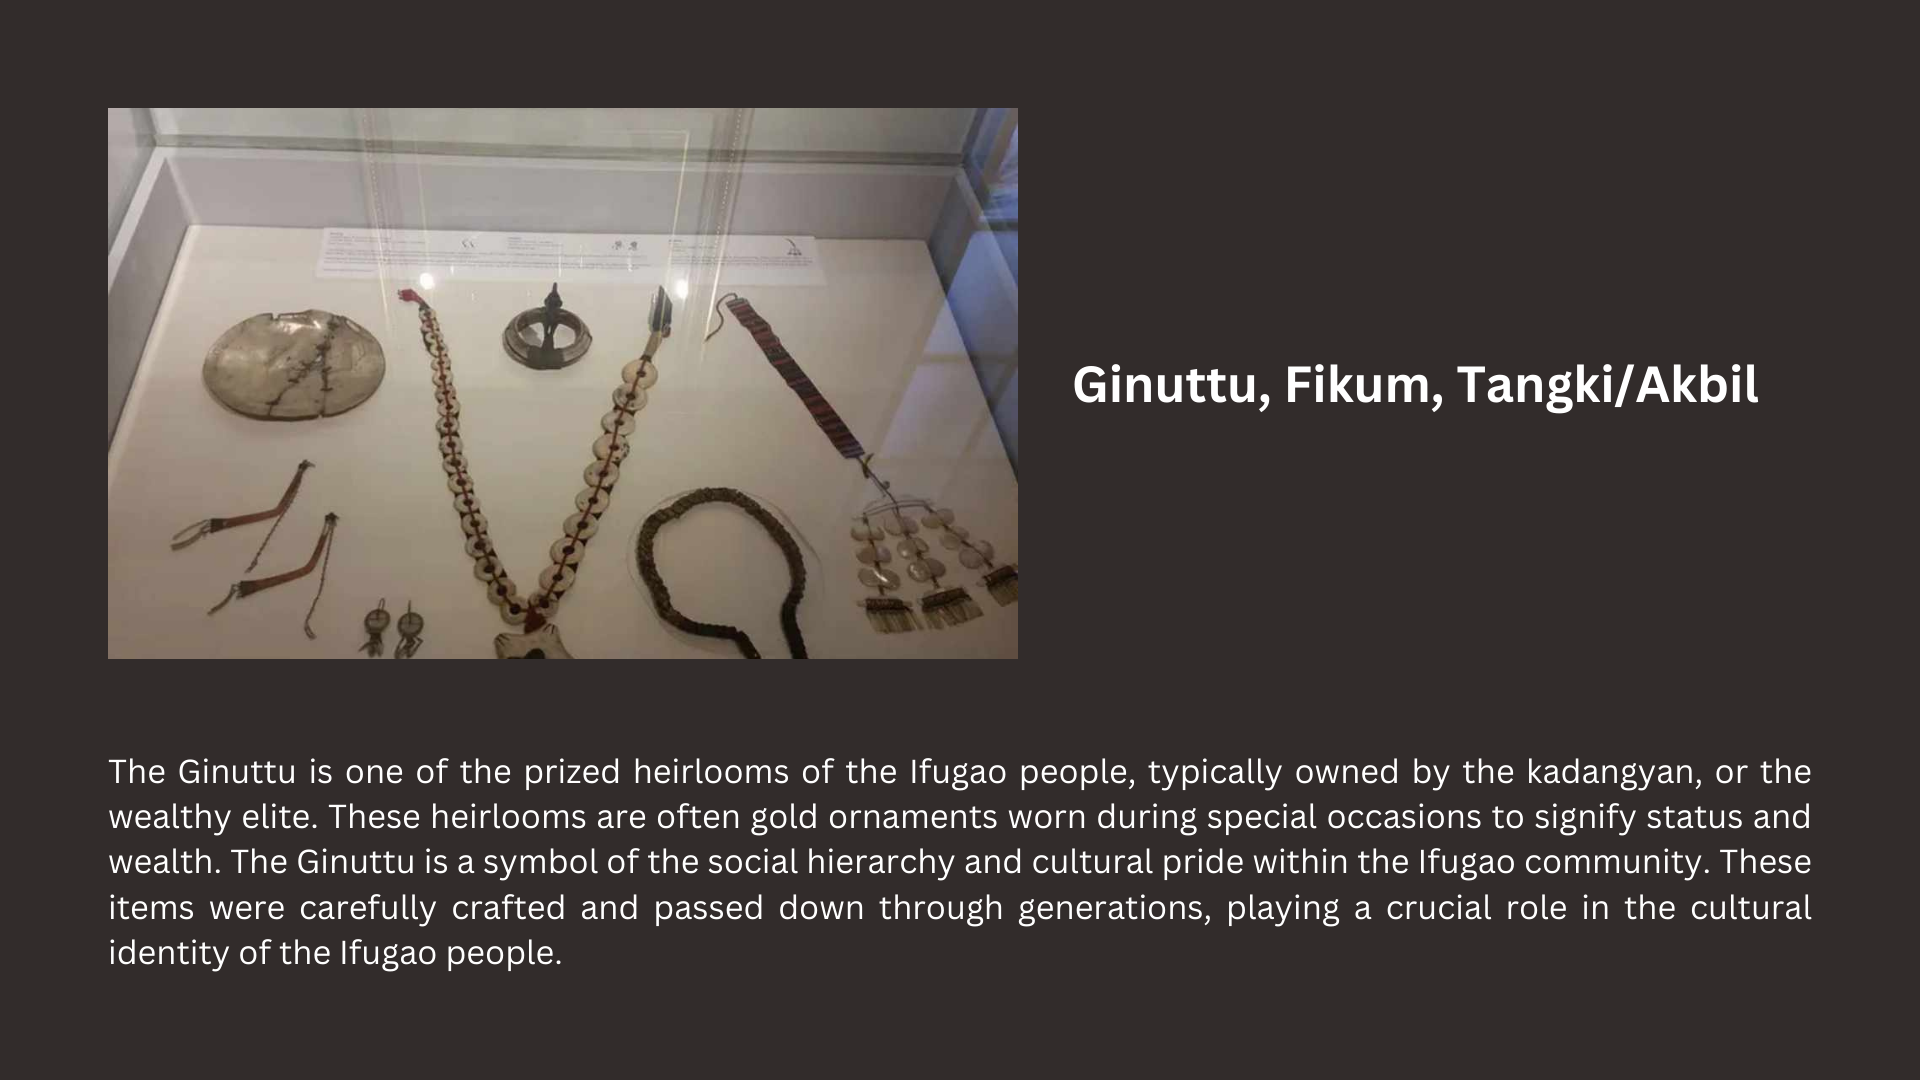 Ginuttu, Fikum, Tangki/Akbil
The Ginuttu is one of the prized heirlooms of the Ifugao people, typically owned by the kadangyan, or the
wealthy elite. These heirlooms are often gold ornaments worn during special occasions to signify status and
wealth. The Ginuttu is a symbol of the social hierarchy and cultural pride within the Ifugao community. These
items were carefully crafted and passed down through generations, playing a crucial role in the cultural
identity of the Ifugao people.